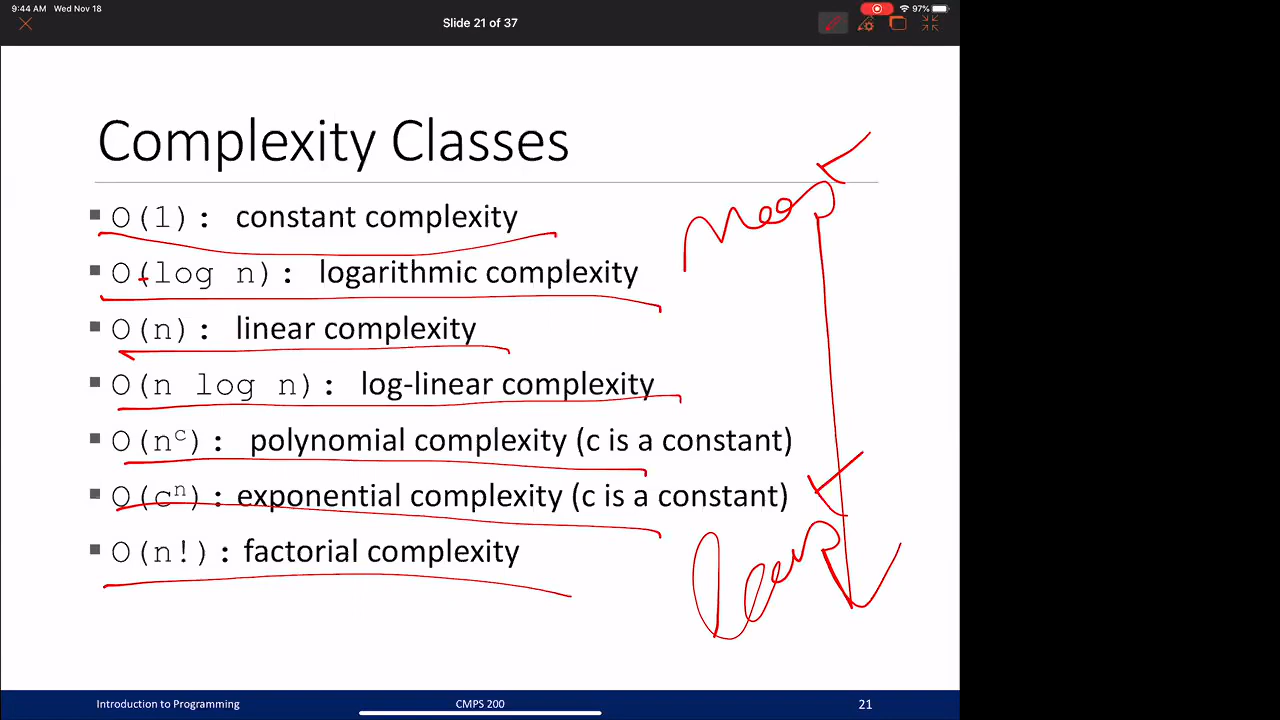 9:44 AM Wed Nov 18
97%
Slide 21 of 37
Complexity Classes
▪ O(1): constant complexity
▪ O(log n): logarithmic complexity
▪ O(n): linear complexity
▪ O(n log n): log-linear complexity
▪ O(nᶜ): polynomial complexity (c is a constant)
▪ O(cⁿ): exponential complexity (c is a constant)
▪ O(n!): factorial complexity
Introduction to Programming CMPS 200 21